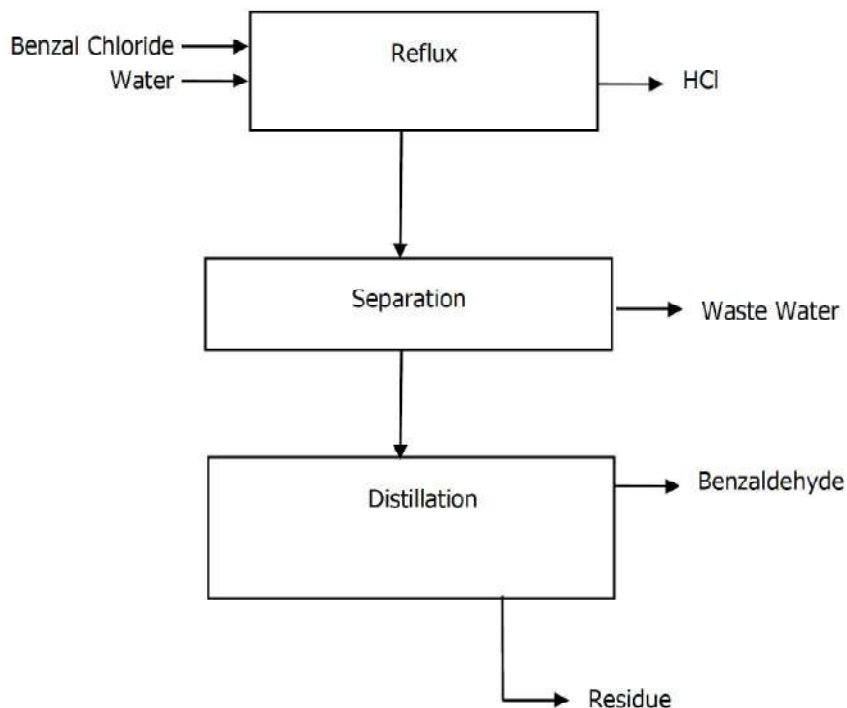 Benzal Chloride
Water
Reflux
HCl
Separation
Waste Water
Distillation
Benzaldehyde
Residue